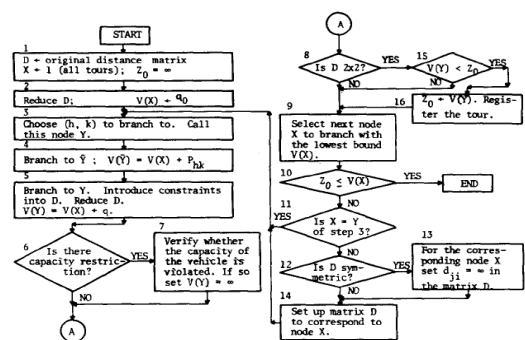 START
1
D + original distance matrix
X + 1 (all tours); Z₀ = ∞
2
Reduce D; V(X) + q₀
3
Choose (h, k) to branch to. Call
this node Y.
4
Branch to Ȳ ; V(Ȳ) = V(X) + P_hk
5
Branch to Y. Introduce constraints
into D. Reduce D.
V(Y) = V(X) + q.
6
Is there
capacity restric-
tion?
YES
NO
7
Verify whether
the capacity of
the vehicle is
violated. If so
set V(Y) = ∞
A
A
8
Is D 2x2?
YES
NO
15
V(Y) < Z₀
YES
NO
16
Z₀ + V(Y). Regis-
ter the tour.
9
Select next node
X to branch with
the lowest bound
V(X).
10
Z₀ ≤ V(X)
YES
END
11
Is X = Y
of step 3?
YES
NO
12
Is D sym-
metric?
YES
NO
13
For the corres-
ponding node X
set d_ji = ∞ in
the matrix D.
14
Set up matrix D
to correspond to
node X.